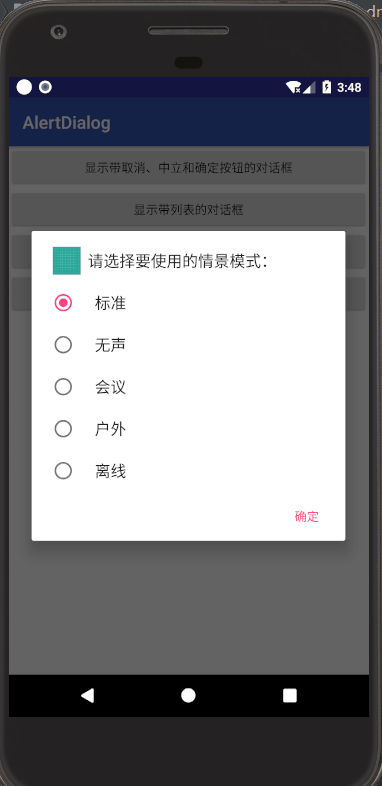 dr
3:48
AlertDialog
显示带取消、中立和确定按钮的对话框
显示带列表的对话框
请选择要使用的情景模式：
标准
无声
会议
户外
离线
确定